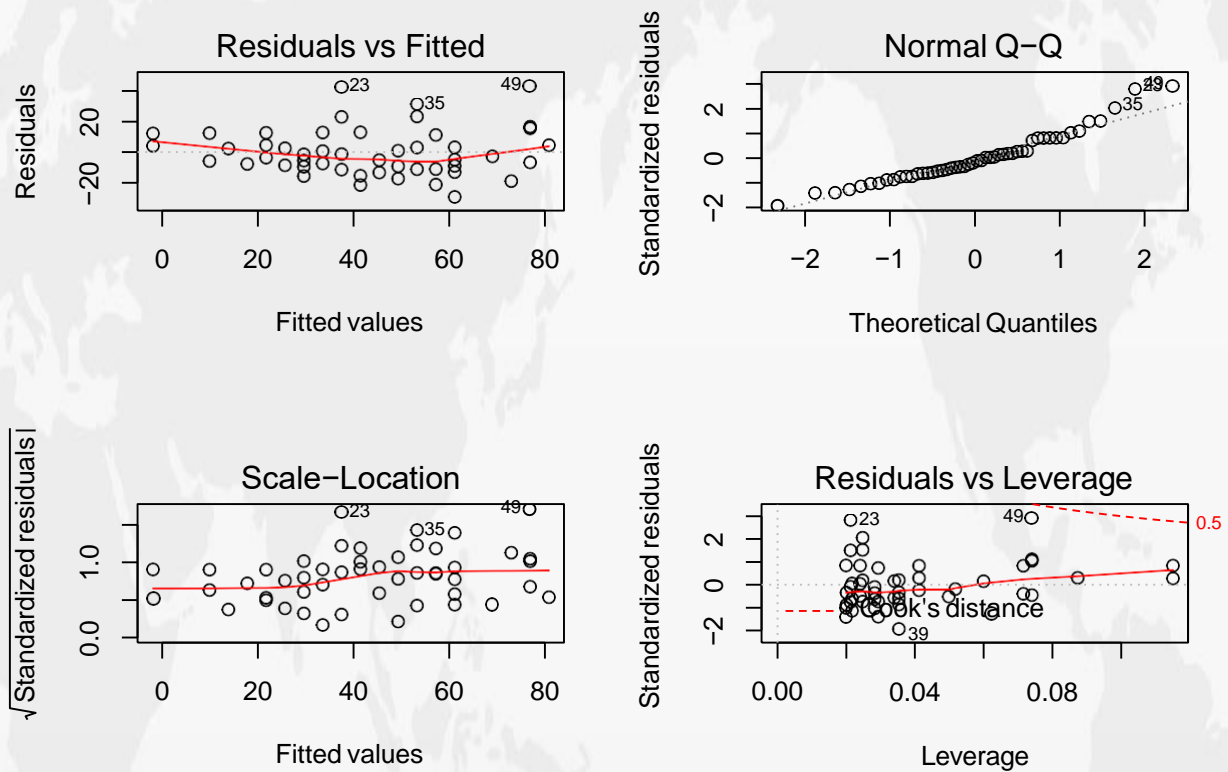 Residuals vs Fitted
Residuals
20
−20
23
35
49
0 20 40 60 80
Fitted values
Normal Q−Q
Standardized residuals
2
0
−2
35
49
−2 −1 0 1 2
Theoretical Quantiles
Scale−Location
√|Standardized residuals|
1.0
0.0
23
35
49
0 20 40 60 80
Fitted values
Residuals vs Leverage
Standardized residuals
2
0
−2
23
49
0.5
Cook's distance
39
0.00 0.04 0.08
Leverage